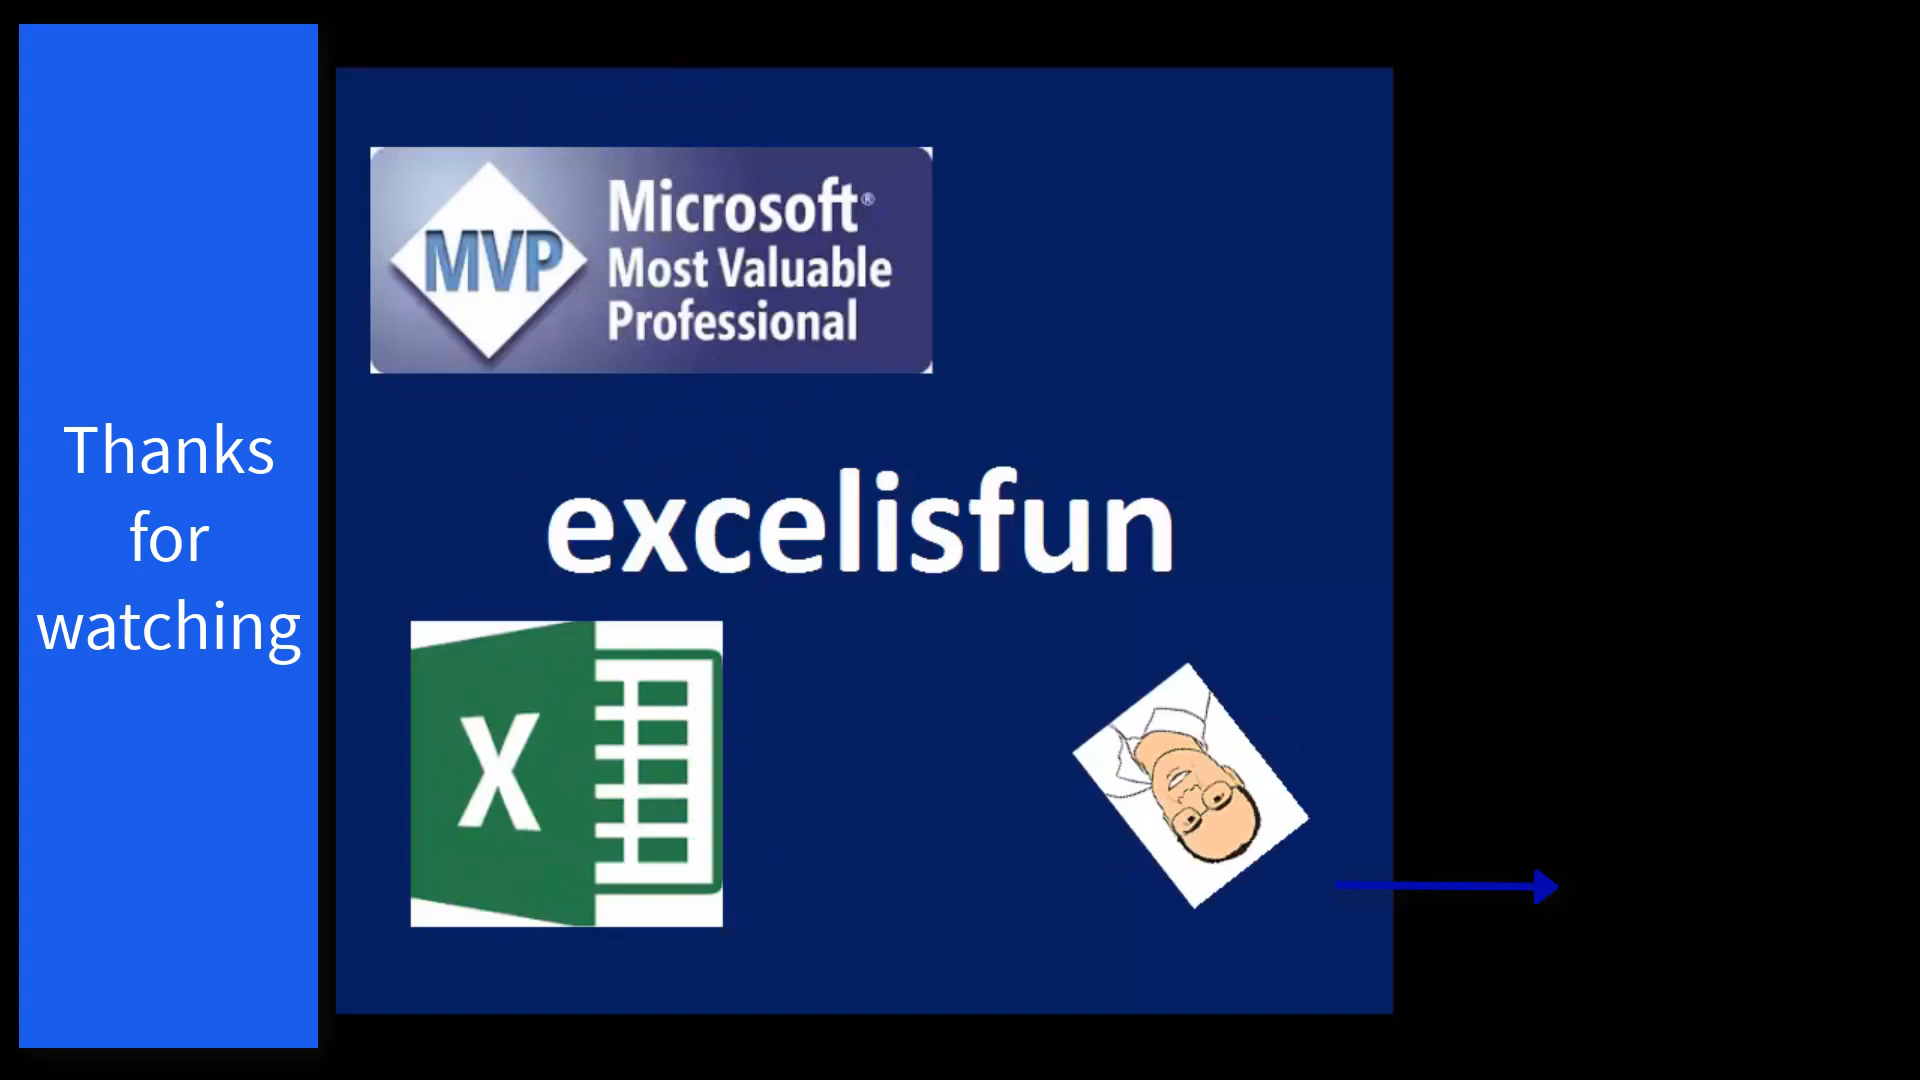 Thanks
for
watching
MVP
Microsoft®
Most Valuable
Professional
excelisfun
X